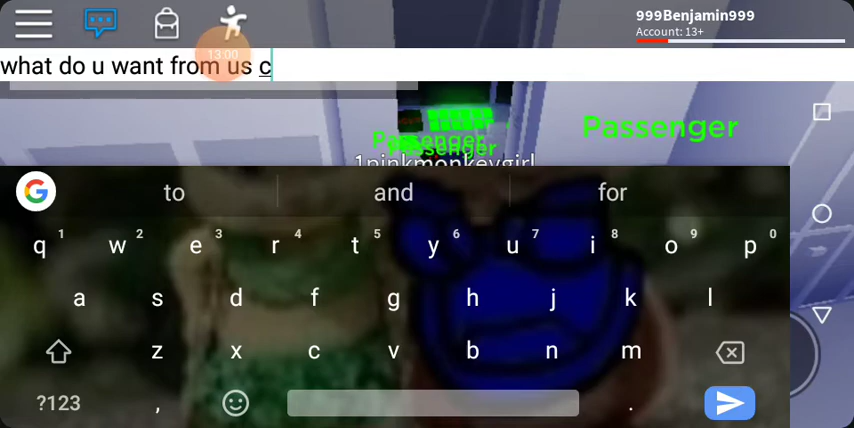 999Benjamin999
Account: 13+
13:00
what do u want from us c
Passenger
Passenger
Passenger
1pinkmonkeygirl
to and for
q 1 w 2 e 3 r 4 t 5 y 6 u 7 i 8 o 9 p 0
a s d f g h j k l
z x c v b n m
?123 , .